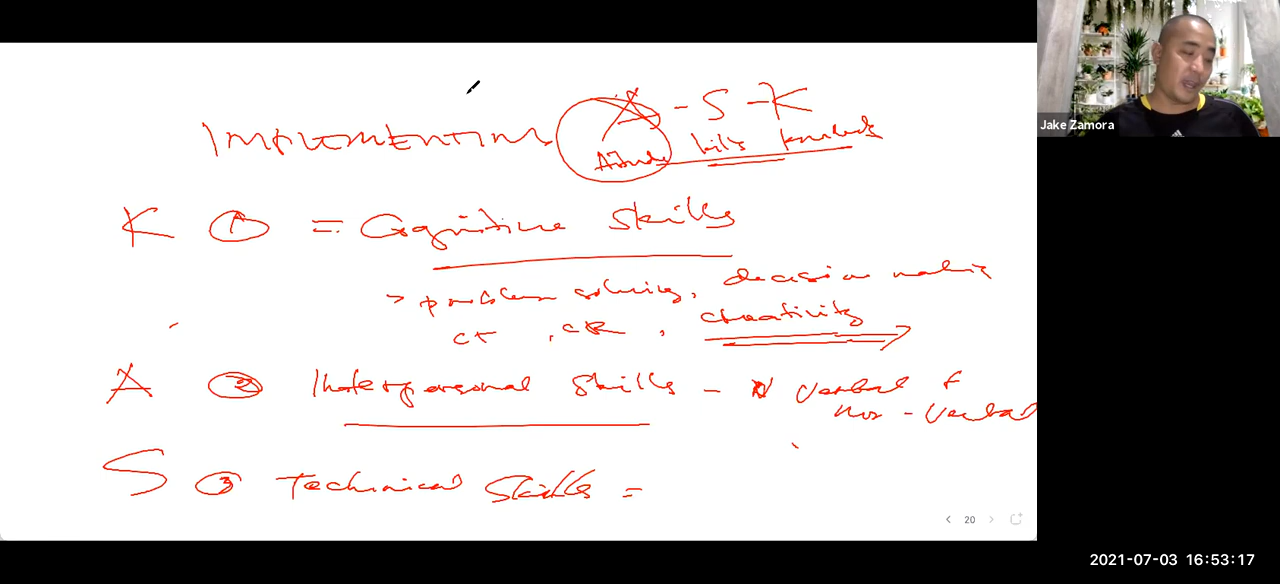 IMPLEMENTING A - S - K
Attitude skills knowledge
K ① = Cognitive skills
> problem solving, decision making
CT, CR, creativity
A ② Interpersonal skills - Verbal &
non-verbal
S ③ Technical skills =
20
Jake Zamora
2021-07-03 16:53:17